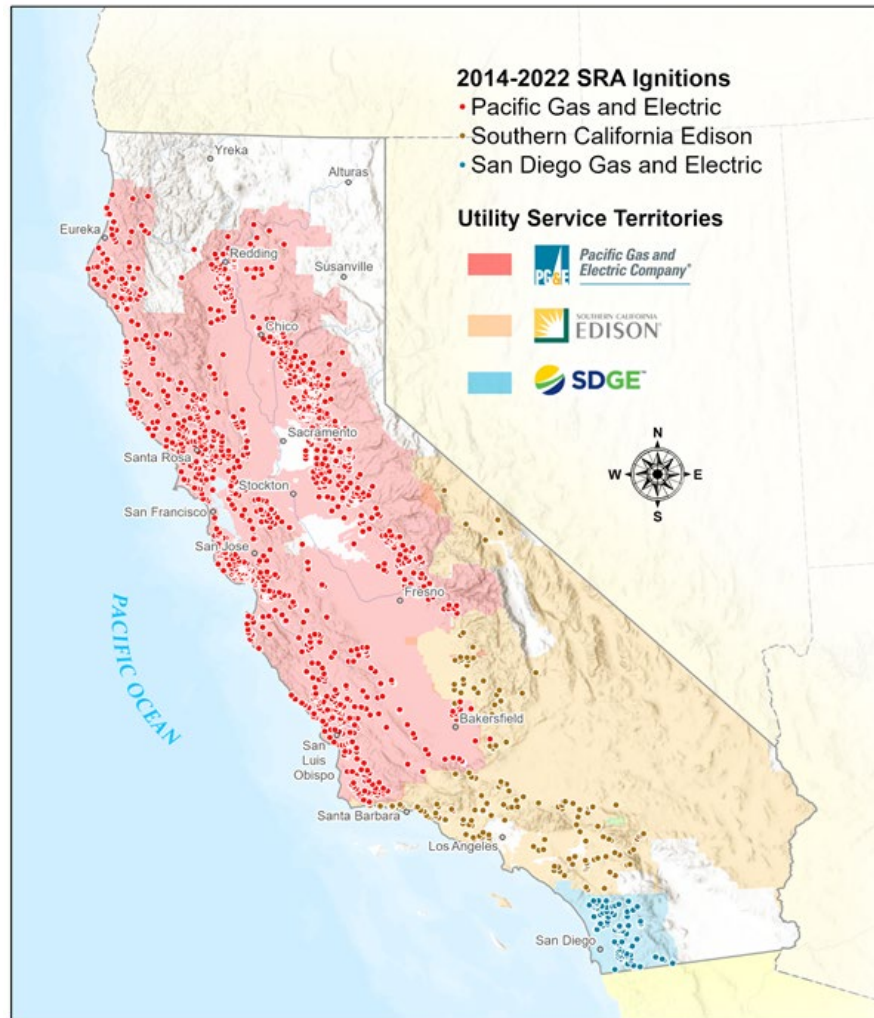 2014-2022 SRA Ignitions
Pacific Gas and Electric
Southern California Edison
San Diego Gas and Electric
Utility Service Territories
PG&E
Pacific Gas and
Electric Company®
SOUTHERN CALIFORNIA
EDISON®
SDGE™
N
W E
S
Yreka
Alturas
Eureka
Redding
Susanville
Chico
Sacramento
Santa Rosa
Stockton
San Francisco
San Jose
Fresno
PACIFIC OCEAN
Bakersfield
San
Luis
Obispo
Santa Barbara
Los Angeles
San Diego